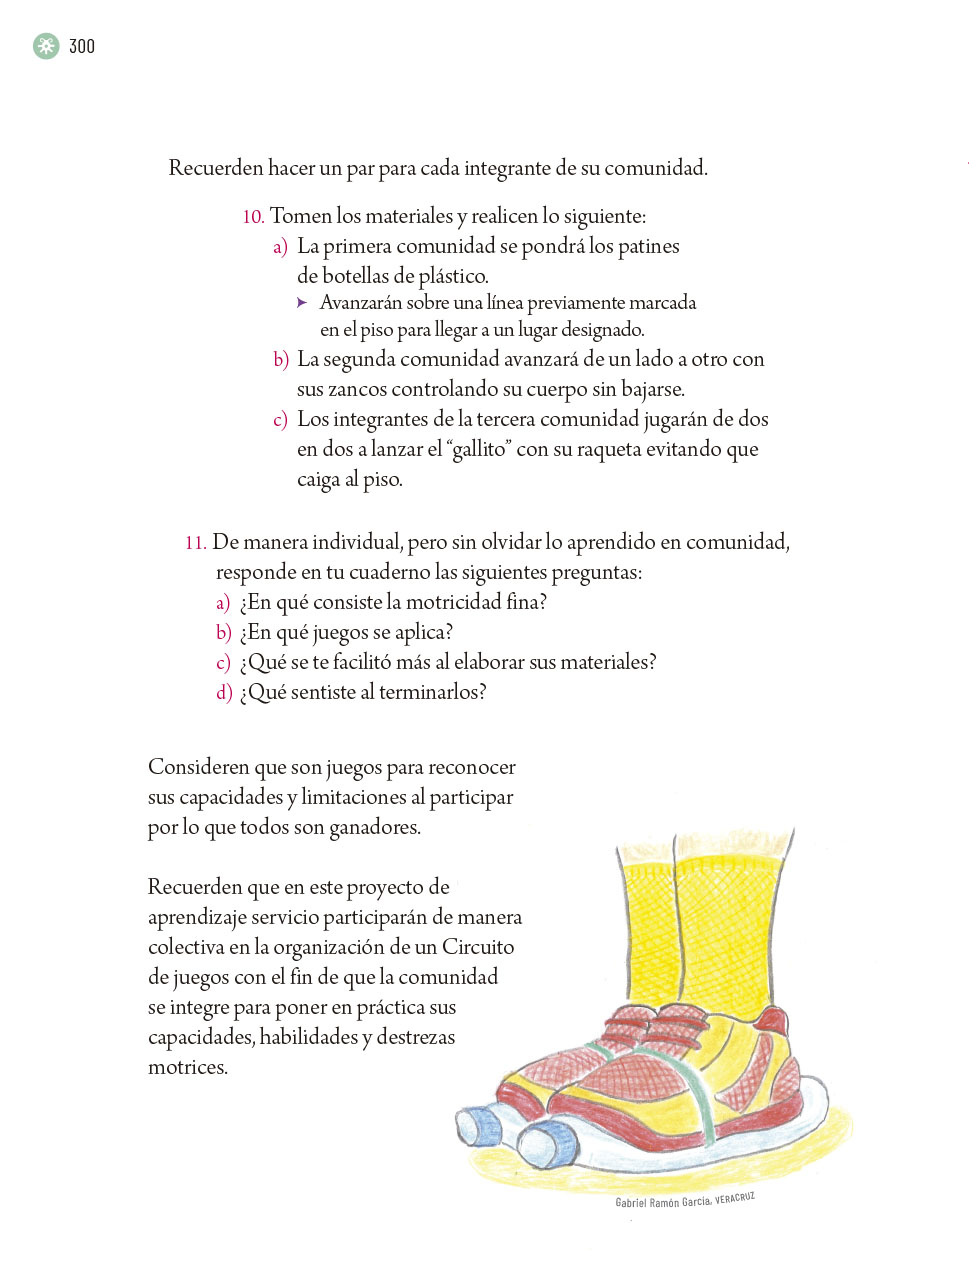 300
Recuerden hacer un par para cada integrante de su comunidad.
10. Tomen los materiales y realicen lo siguiente:
a) La primera comunidad se pondrá los patines
de botellas de plástico.
➤ Avanzarán sobre una línea previamente marcada
en el piso para llegar a un lugar designado.
b) La segunda comunidad avanzará de un lado a otro con
sus zancos controlando su cuerpo sin bajarse.
c) Los integrantes de la tercera comunidad jugarán de dos
en dos a lanzar el “gallito” con su raqueta evitando que
caiga al piso.
11. De manera individual, pero sin olvidar lo aprendido en comunidad,
responde en tu cuaderno las siguientes preguntas:
a) ¿En qué consiste la motricidad fina?
b) ¿En qué juegos se aplica?
c) ¿Qué se te facilitó más al elaborar sus materiales?
d) ¿Qué sentiste al terminarlos?
Consideren que son juegos para reconocer
sus capacidades y limitaciones al participar
por lo que todos son ganadores.
Recuerden que en este proyecto de
aprendizaje servicio participarán de manera
colectiva en la organización de un Circuito
de juegos con el fin de que la comunidad
se integre para poner en práctica sus
capacidades, habilidades y destrezas
motrices.
Gabriel Ramón García, VERACRUZ